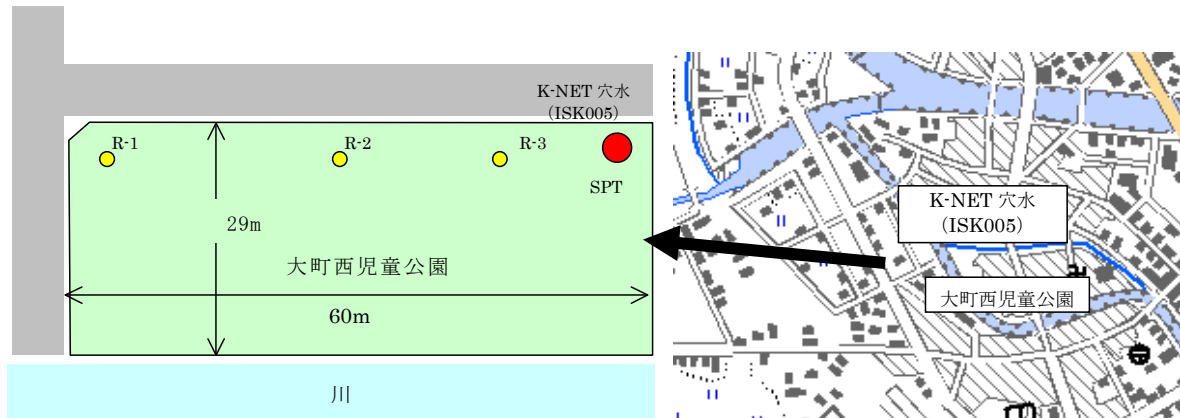 K-NET 穴水
(ISK005)
R-1
R-2
R-3
SPT
29m
大町西児童公園
60m
川
K-NET 穴水
(ISK005)
大町西児童公園